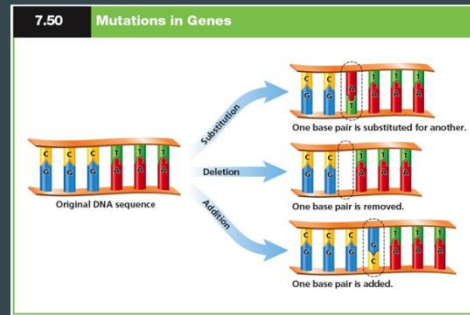 7.50 Mutations in Genes
C C C T T T
G G G A A A
Original DNA sequence
Substitution
C C A T T T
G G T A A A
One base pair is substituted for another.
Deletion
C C T T T
G G A A A
One base pair is removed.
Addition
C C C G T T T
G G G C A A A
One base pair is added.